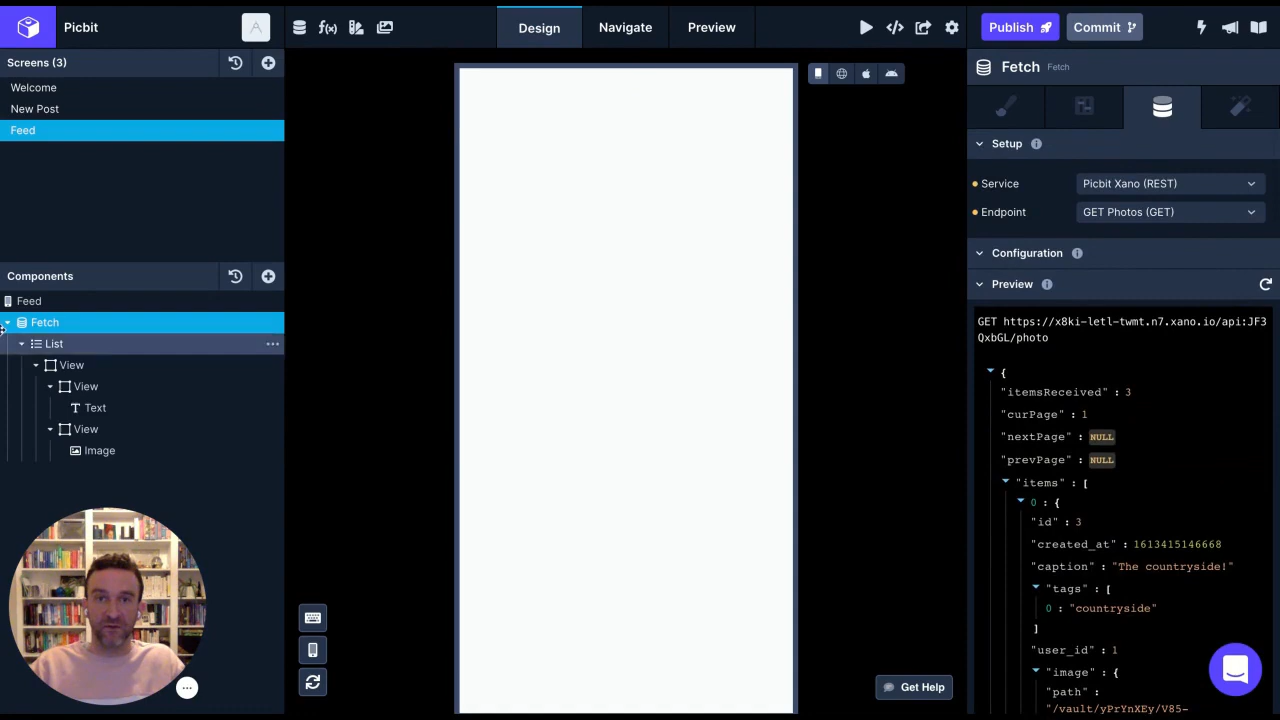 Picbit
A
f(x)
Design
Navigate
Preview
Publish
Commit
Screens (3)
Welcome
New Post
Feed
Components
Feed
Fetch
List
View
View
Text
View
Image
Get Help
Fetch Fetch
Setup
Service
Picbit Xano (REST)
Endpoint
GET Photos (GET)
Configuration
Preview
GET https://x8ki-letl-twmt.n7.xano.io/api:JF3
QxbGL/photo
{
"itemsReceived" : 3
"curPage" : 1
"nextPage" : NULL
"prevPage" : NULL
"items" : [
0 : {
"id" : 3
"created_at" : 1613415146668
"caption" : "The countryside!"
"tags" : [
0 : "countryside"
]
"user_id" : 1
"image" : {
"path" :
"/vault/yPrYnXEy/V85-